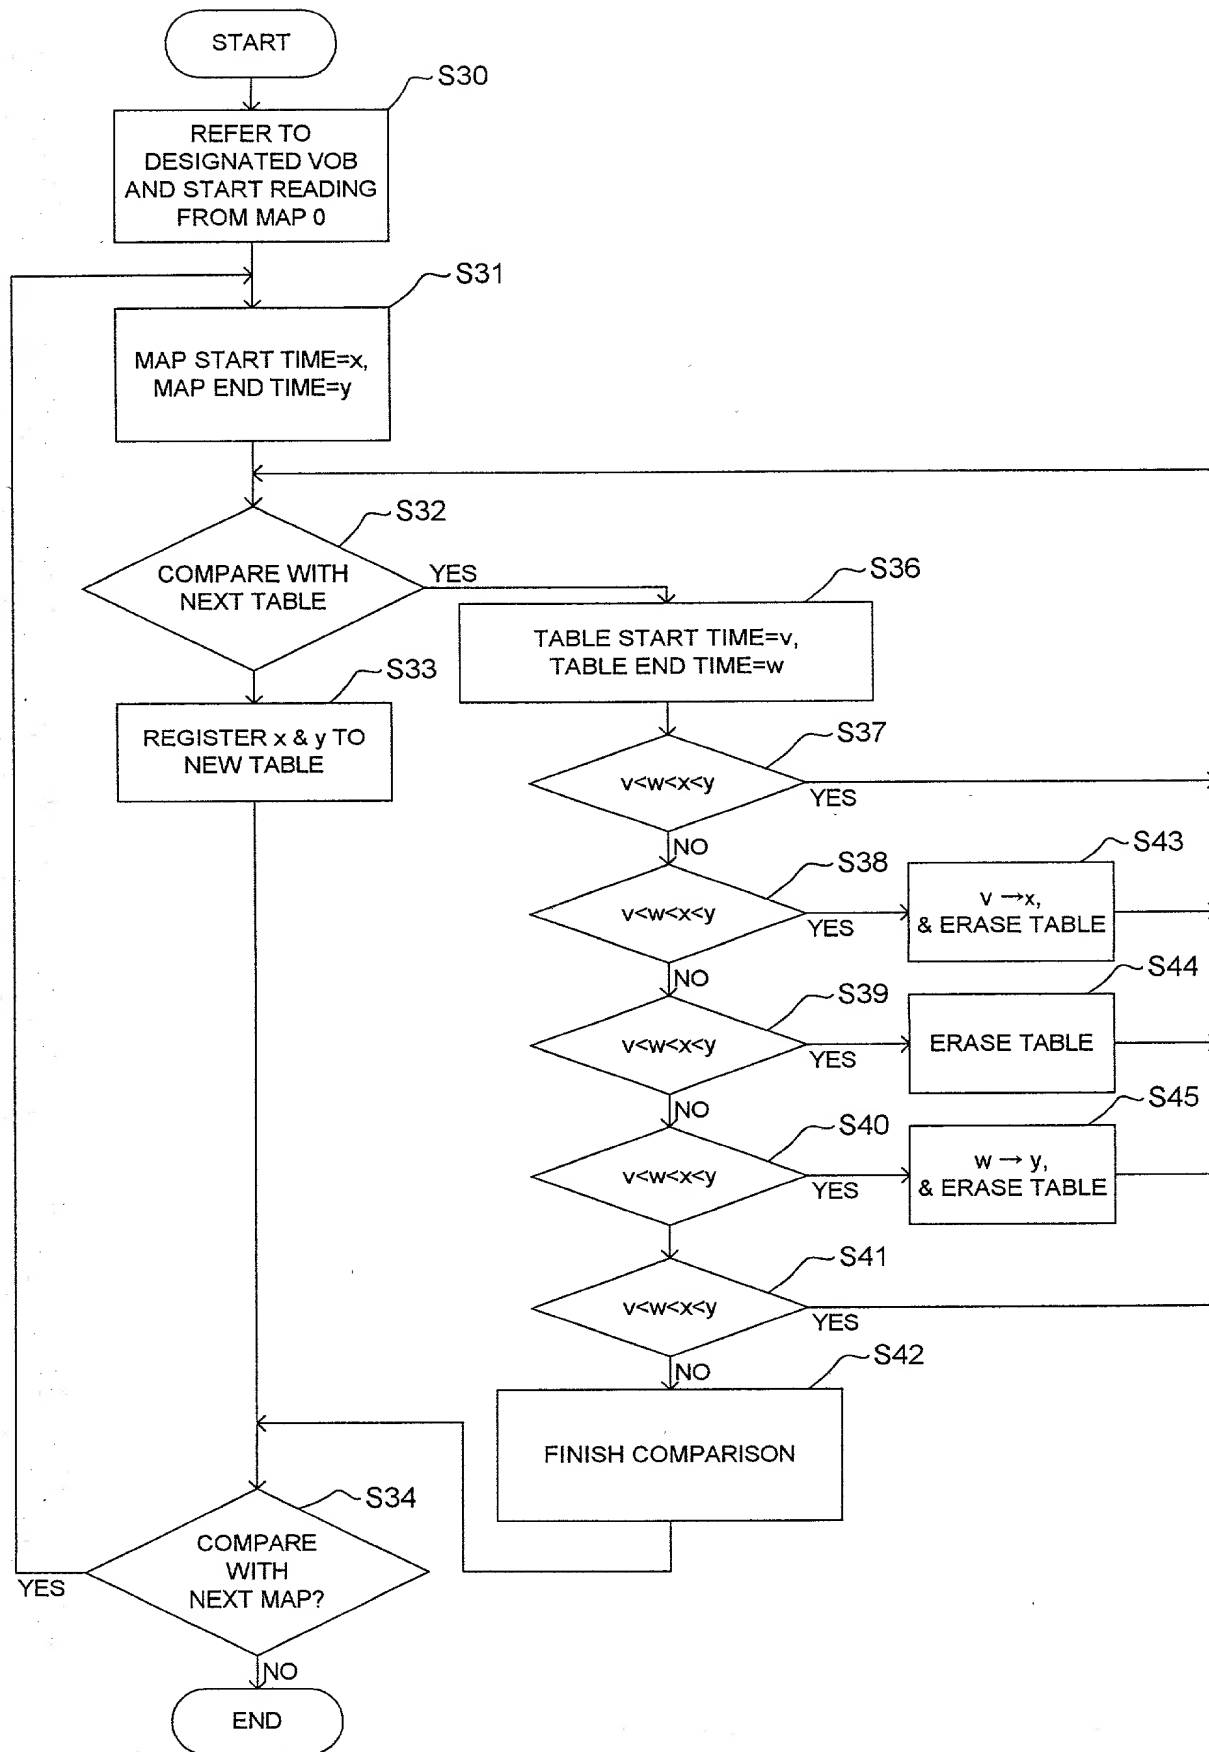 START
S30
REFER TO
DESIGNATED VOB
AND START READING
FROM MAP 0
S31
MAP START TIME=x,
MAP END TIME=y
S32
COMPARE WITH
NEXT TABLE
YES
S36
TABLE START TIME=v,
TABLE END TIME=w
S33
REGISTER x & y TO
NEW TABLE
S37
v<w<x<y
YES
NO
S38
v<w<x<y
YES
S43
v →x,
& ERASE TABLE
NO
S39
v<w<x<y
YES
S44
ERASE TABLE
NO
S40
v<w<x<y
YES
S45
w → y,
& ERASE TABLE
S41
v<w<x<y
YES
NO
S42
FINISH COMPARISON
S34
COMPARE
WITH
NEXT MAP?
YES
NO
END